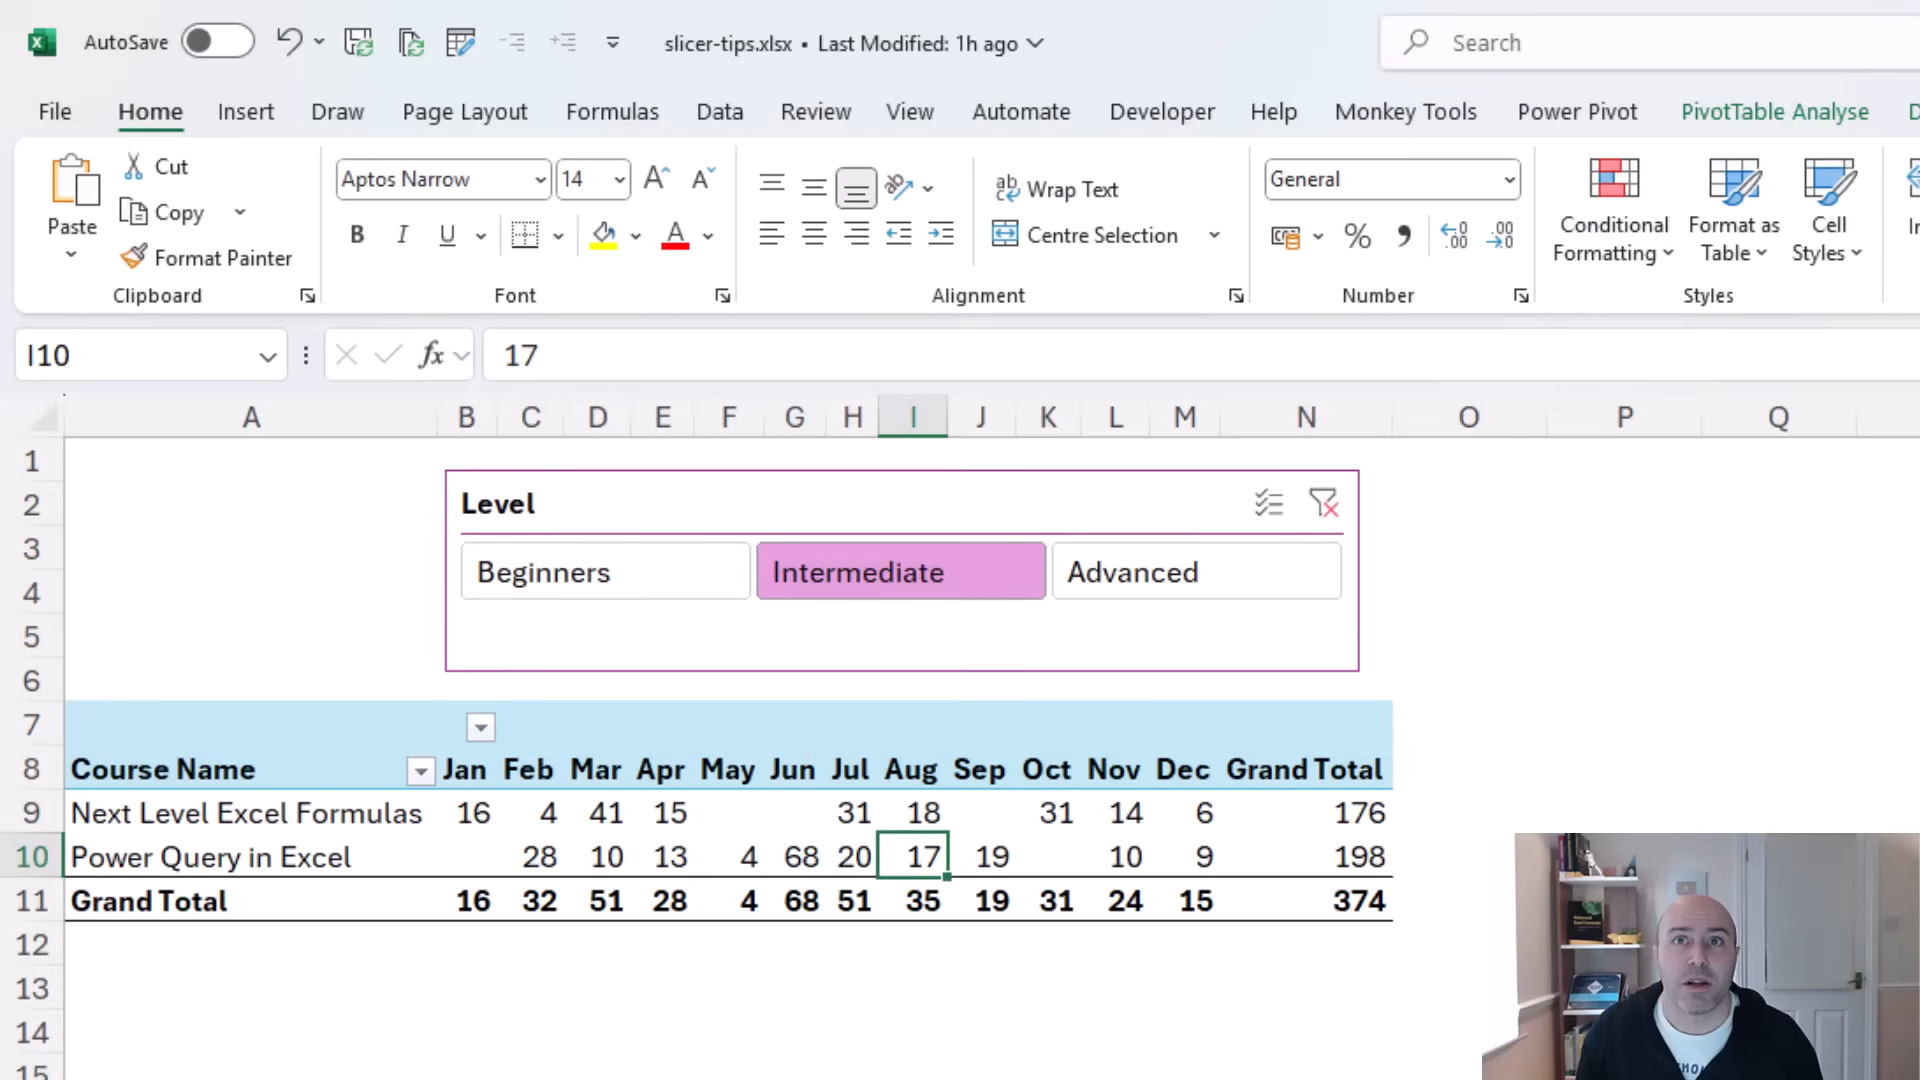 AutoSave
slicer-tips.xlsx • Last Modified: 1h ago
Search
File Home Insert Draw Page Layout Formulas Data Review View Automate Developer Help Monkey Tools Power Pivot PivotTable Analyse
Paste
Cut
Copy
Format Painter
Clipboard
Aptos Narrow 14
B I U
Font
Wrap Text
Centre Selection
Alignment
General
Number
Conditional Formatting
Format as Table
Cell Styles
Styles
I10 fx 17
A B C D E F G H I J K L M N O P Q
1
2
3
4
5
6
7
8
9
10
11
12
13
14
15
Level
Beginners Intermediate Advanced
Course Name Jan Feb Mar Apr May Jun Jul Aug Sep Oct Nov Dec Grand Total
Next Level Excel Formulas 16 4 41 15 31 18 31 14 6 176
Power Query in Excel 28 10 13 4 68 20 17 19 10 9 198
Grand Total 16 32 51 28 4 68 51 35 19 31 24 15 374